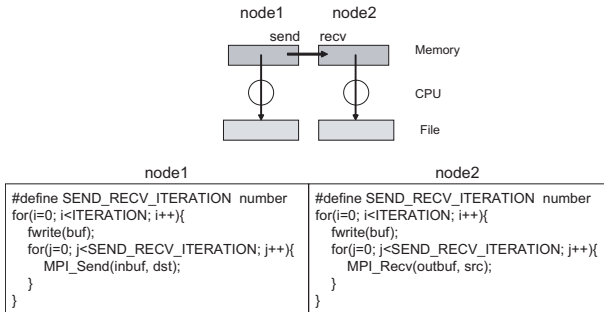 node1 node2
send recv
Memory
CPU
File
node1
#define SEND_RECV_ITERATION number
for(i=0; i<ITERATION; i++){
fwrite(buf);
for(j=0; j<SEND_RECV_ITERATION; j++){
MPI_Send(inbuf, dst);
}
}
node2
#define SEND_RECV_ITERATION number
for(i=0; i<ITERATION; i++){
fwrite(buf);
for(j=0; j<SEND_RECV_ITERATION; j++){
MPI_Recv(outbuf, src);
}
}